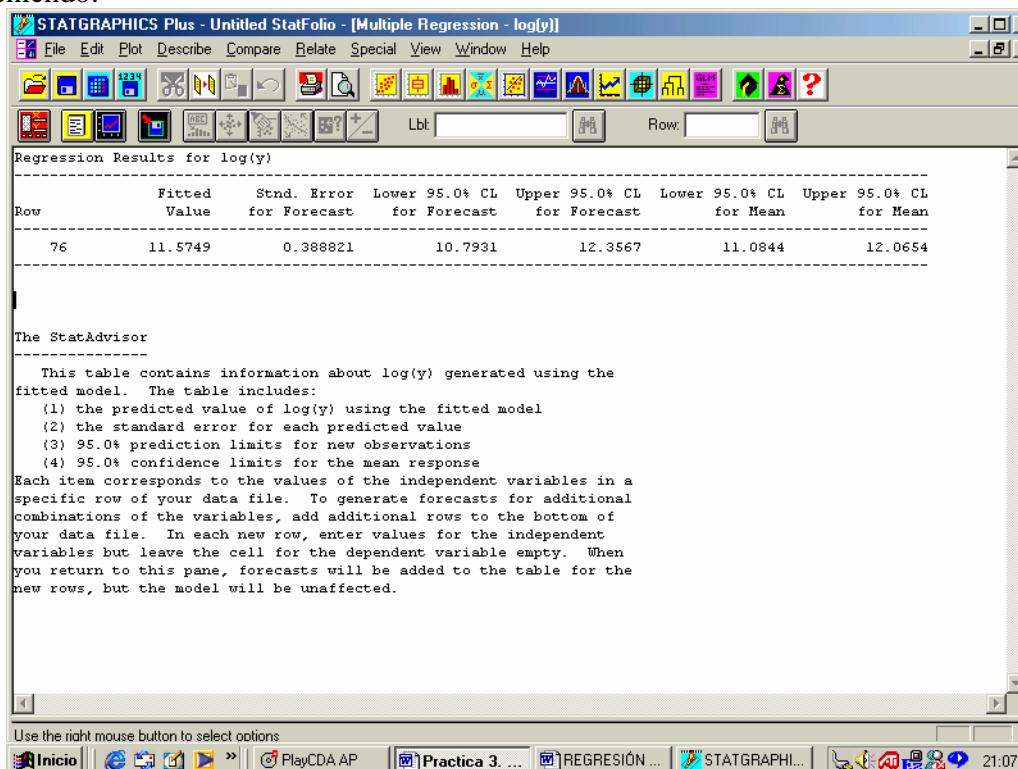 STATGRAPHICS Plus - Untitled StatFolio - [Multiple Regression - log(y)]
File Edit Plot Describe Compare Relate Special View Window Help
Lbl: Row:
Regression Results for log(y)
Fitted Stnd. Error Lower 95.0% CL Upper 95.0% CL Lower 95.0% CL Upper 95.0% CL
Row Value for Forecast for Forecast for Forecast for Mean for Mean
76 11.5749 0.388821 10.7931 12.3567 11.0844 12.0654
The StatAdvisor
---------------
This table contains information about log(y) generated using the
fitted model. The table includes:
(1) the predicted value of log(y) using the fitted model
(2) the standard error for each predicted value
(3) 95.0% prediction limits for new observations
(4) 95.0% confidence limits for the mean response
Each item corresponds to the values of the independent variables in a
specific row of your data file. To generate forecasts for additional
combinations of the variables, add additional rows to the bottom of
your data file. In each new row, enter values for the independent
variables but leave the cell for the dependent variable empty. When
you return to this pane, forecasts will be added to the table for the
new rows, but the model will be unaffected.
Use the right mouse button to select options
Inicio » PlayCDA AP Practica 3. ... REGRESIÓN ... STATGRAPHI... 21:07